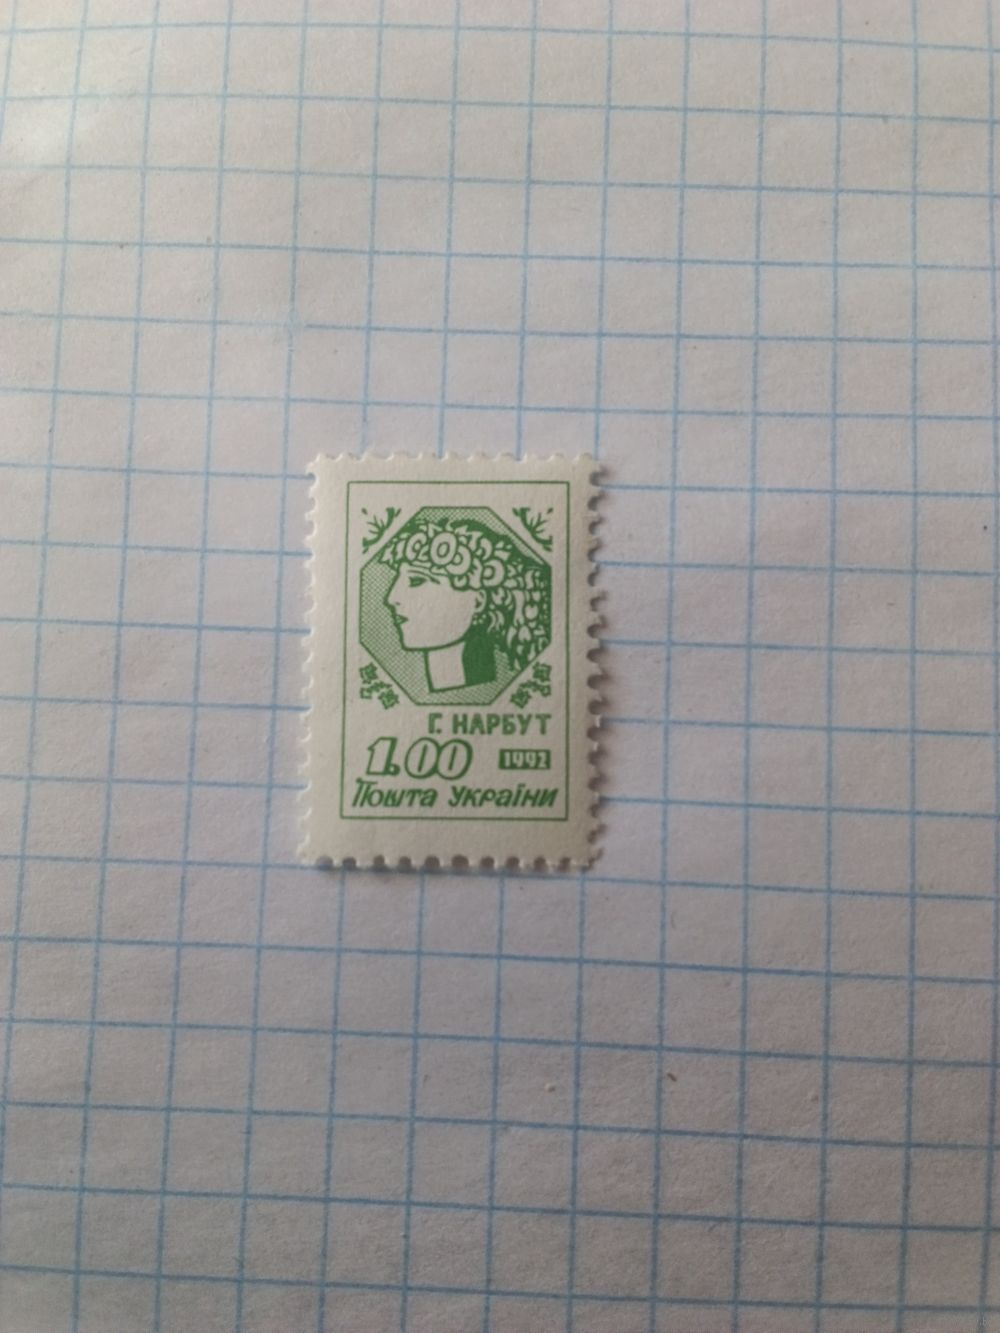 Г. НАРБУТ
1.00 1992
Пошта України